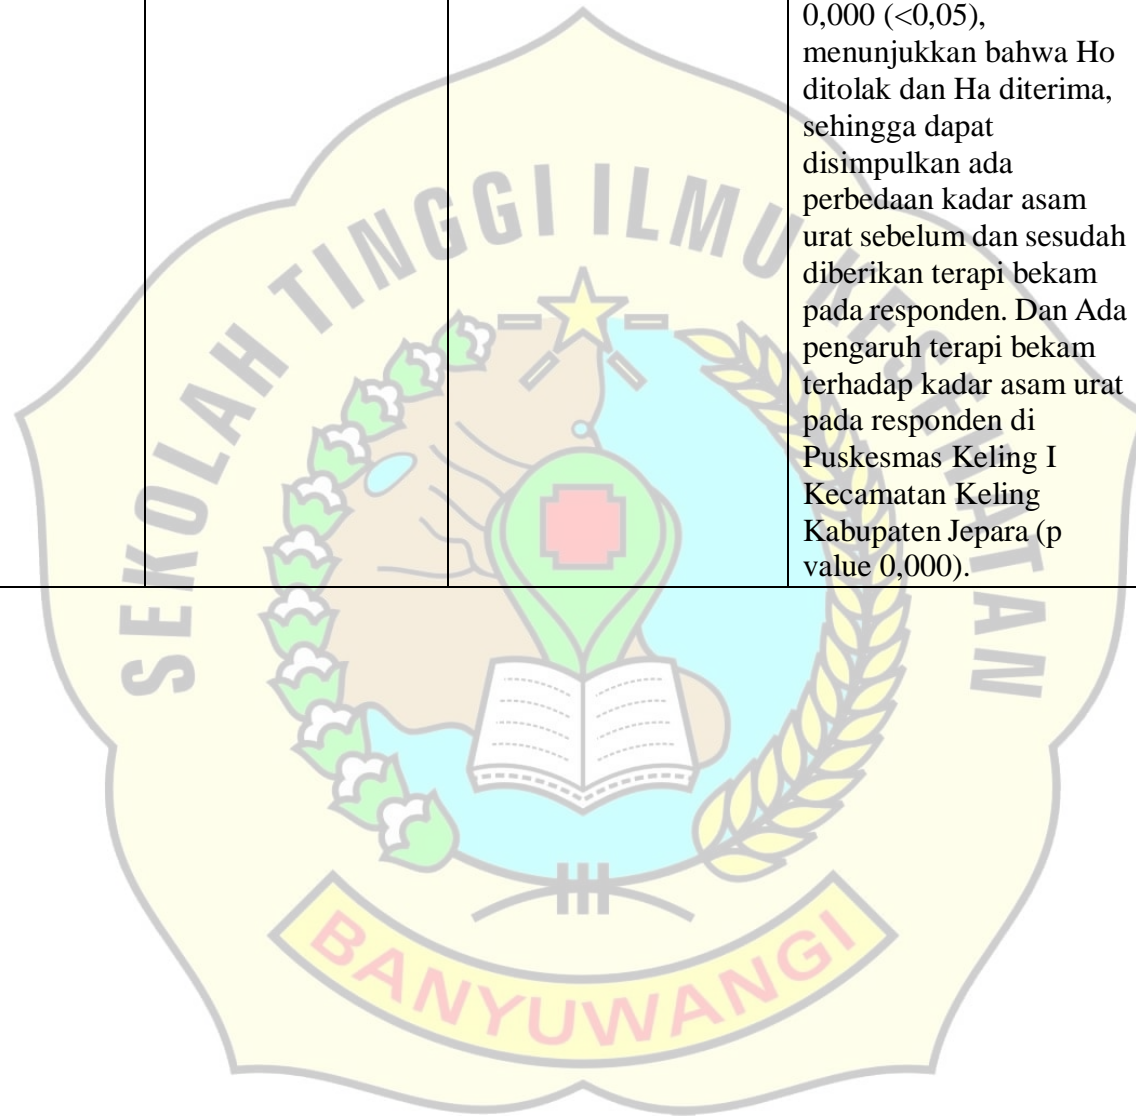 0,000 (<0,05),
menunjukkan bahwa Ho
ditolak dan Ha diterima,
sehingga dapat
disimpulkan ada
perbedaan kadar asam
urat sebelum dan sesudah
diberikan terapi bekam
pada responden. Dan Ada
pengaruh terapi bekam
terhadap kadar asam urat
pada responden di
Puskesmas Keling I
Kecamatan Keling
Kabupaten Jepara (p
value 0,000).
SEKOLAH TINGGI ILMU KESEHATAN
BANYUWANGI